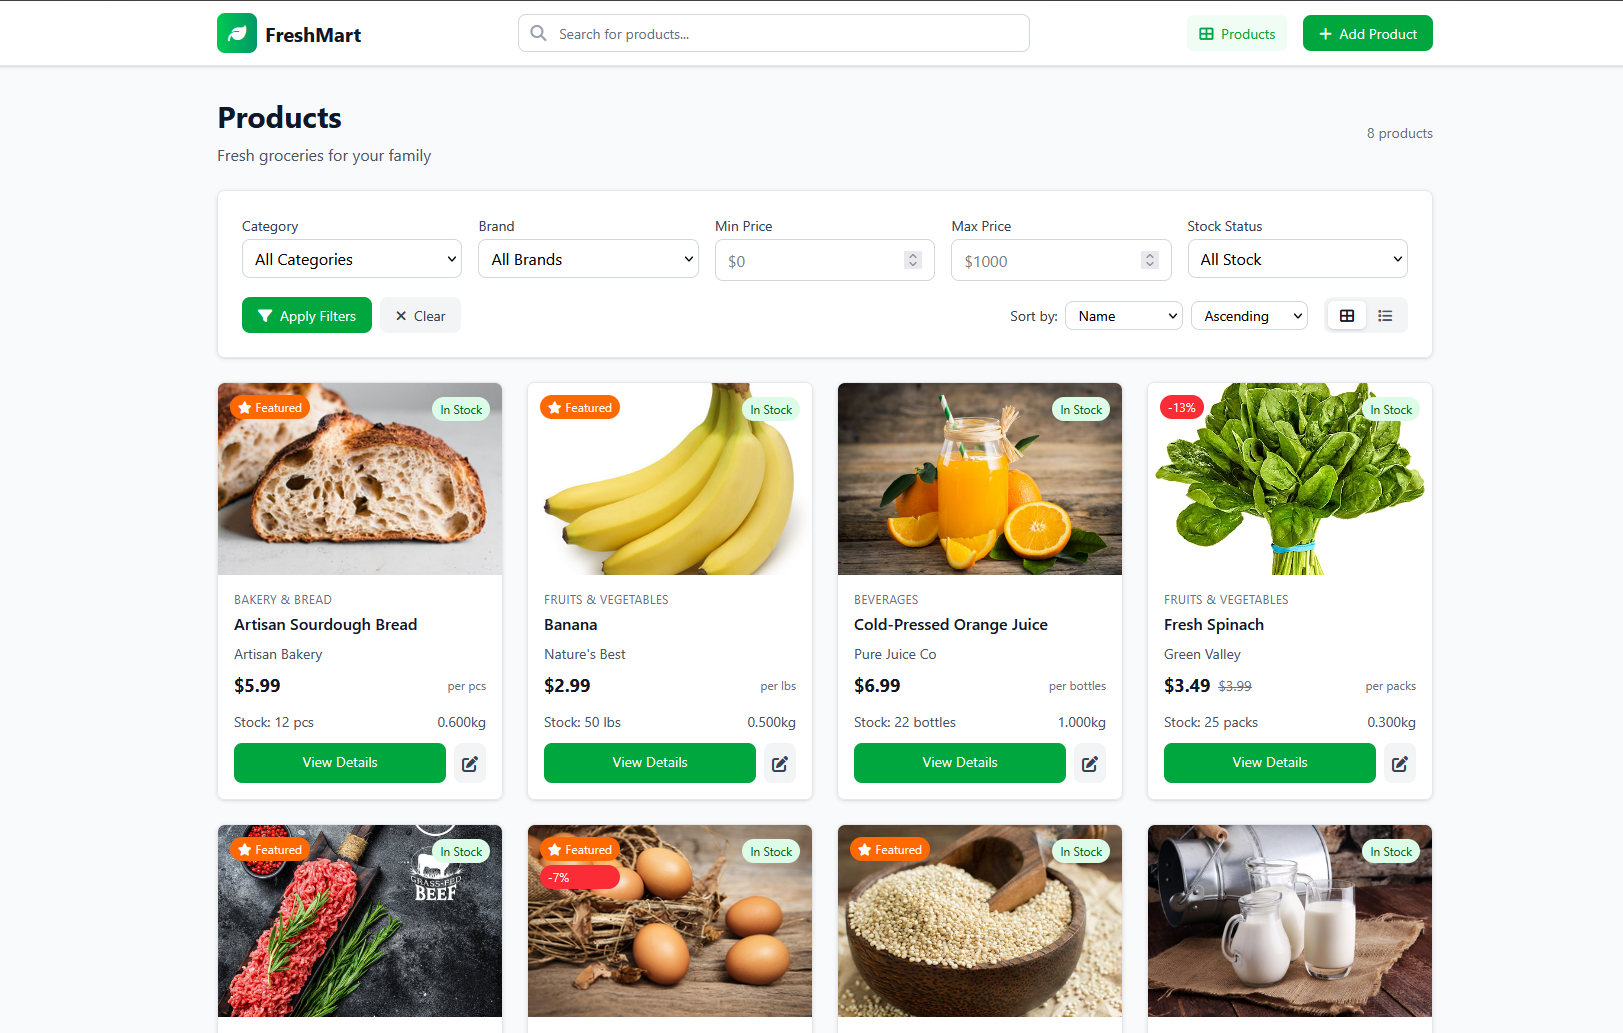 FreshMart
Search for products...
Products
Add Product
Products
8 products
Fresh groceries for your family
Category
Brand
Min Price
Max Price
Stock Status
All Categories
All Brands
$0
$1000
All Stock
Apply Filters
Clear
Sort by:
Name
Ascending
Featured
In Stock
Featured
In Stock
In Stock
-13%
In Stock
BAKERY & BREAD
Artisan Sourdough Bread
Artisan Bakery
$5.99 per pcs
Stock: 12 pcs 0.600kg
View Details
FRUITS & VEGETABLES
Banana
Nature's Best
$2.99 per lbs
Stock: 50 lbs 0.500kg
View Details
BEVERAGES
Cold-Pressed Orange Juice
Pure Juice Co
$6.99 per bottles
Stock: 22 bottles 1.000kg
View Details
FRUITS & VEGETABLES
Fresh Spinach
Green Valley
$3.49 $3.99 per packs
Stock: 25 packs 0.300kg
View Details
Featured
In Stock
GRASS-FED
BEEF
Featured
-7%
In Stock
Featured
In Stock
In Stock